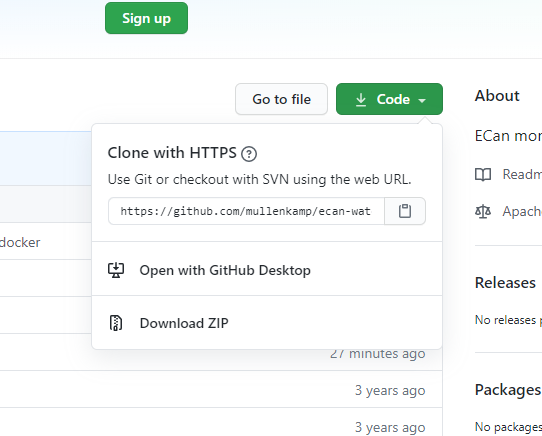 Sign up
Go to file
Code
About
Clone with HTTPS
ECan mor
Use Git or checkout with SVN using the web URL.
Readm
https://github.com/mullenkamp/ecan-wat
Apach
docker
Open with GitHub Desktop
Releases
Download ZIP
No releases p
27 minutes ago
3 years ago
Packages
3 years ago
No packages